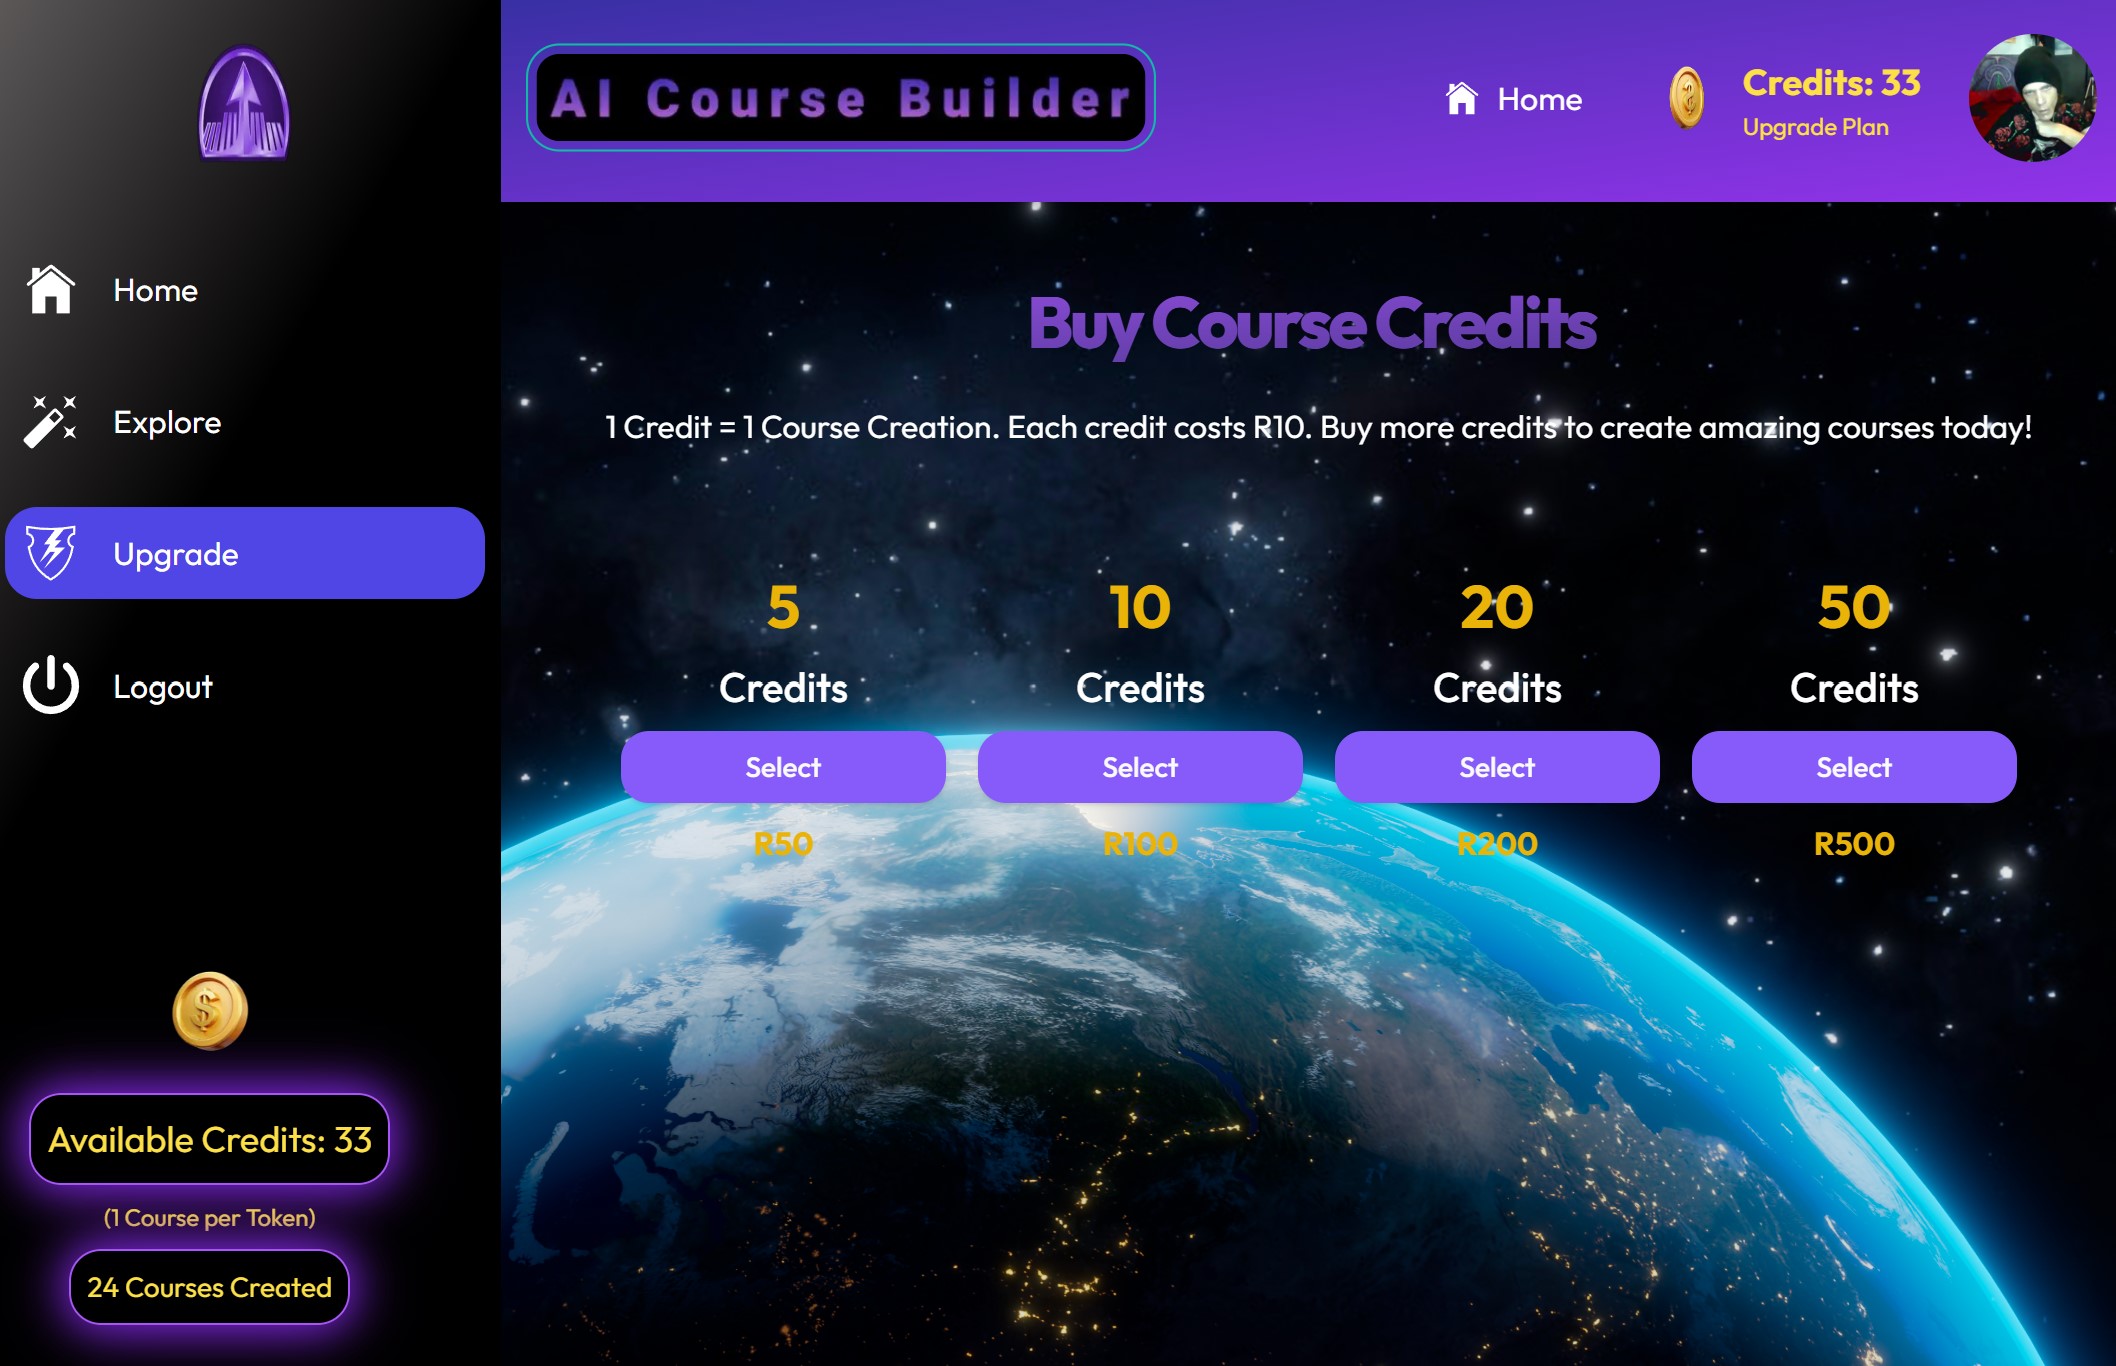 AI Course Builder
Home
Credits: 33
Upgrade Plan
Home
Explore
Upgrade
Logout
Available Credits: 33
(1 Course per Token)
24 Courses Created
Buy Course Credits
1 Credit = 1 Course Creation. Each credit costs R10. Buy more credits to create amazing courses today!
5
Credits
Select
R50
10
Credits
Select
R100
20
Credits
Select
R200
50
Credits
Select
R500